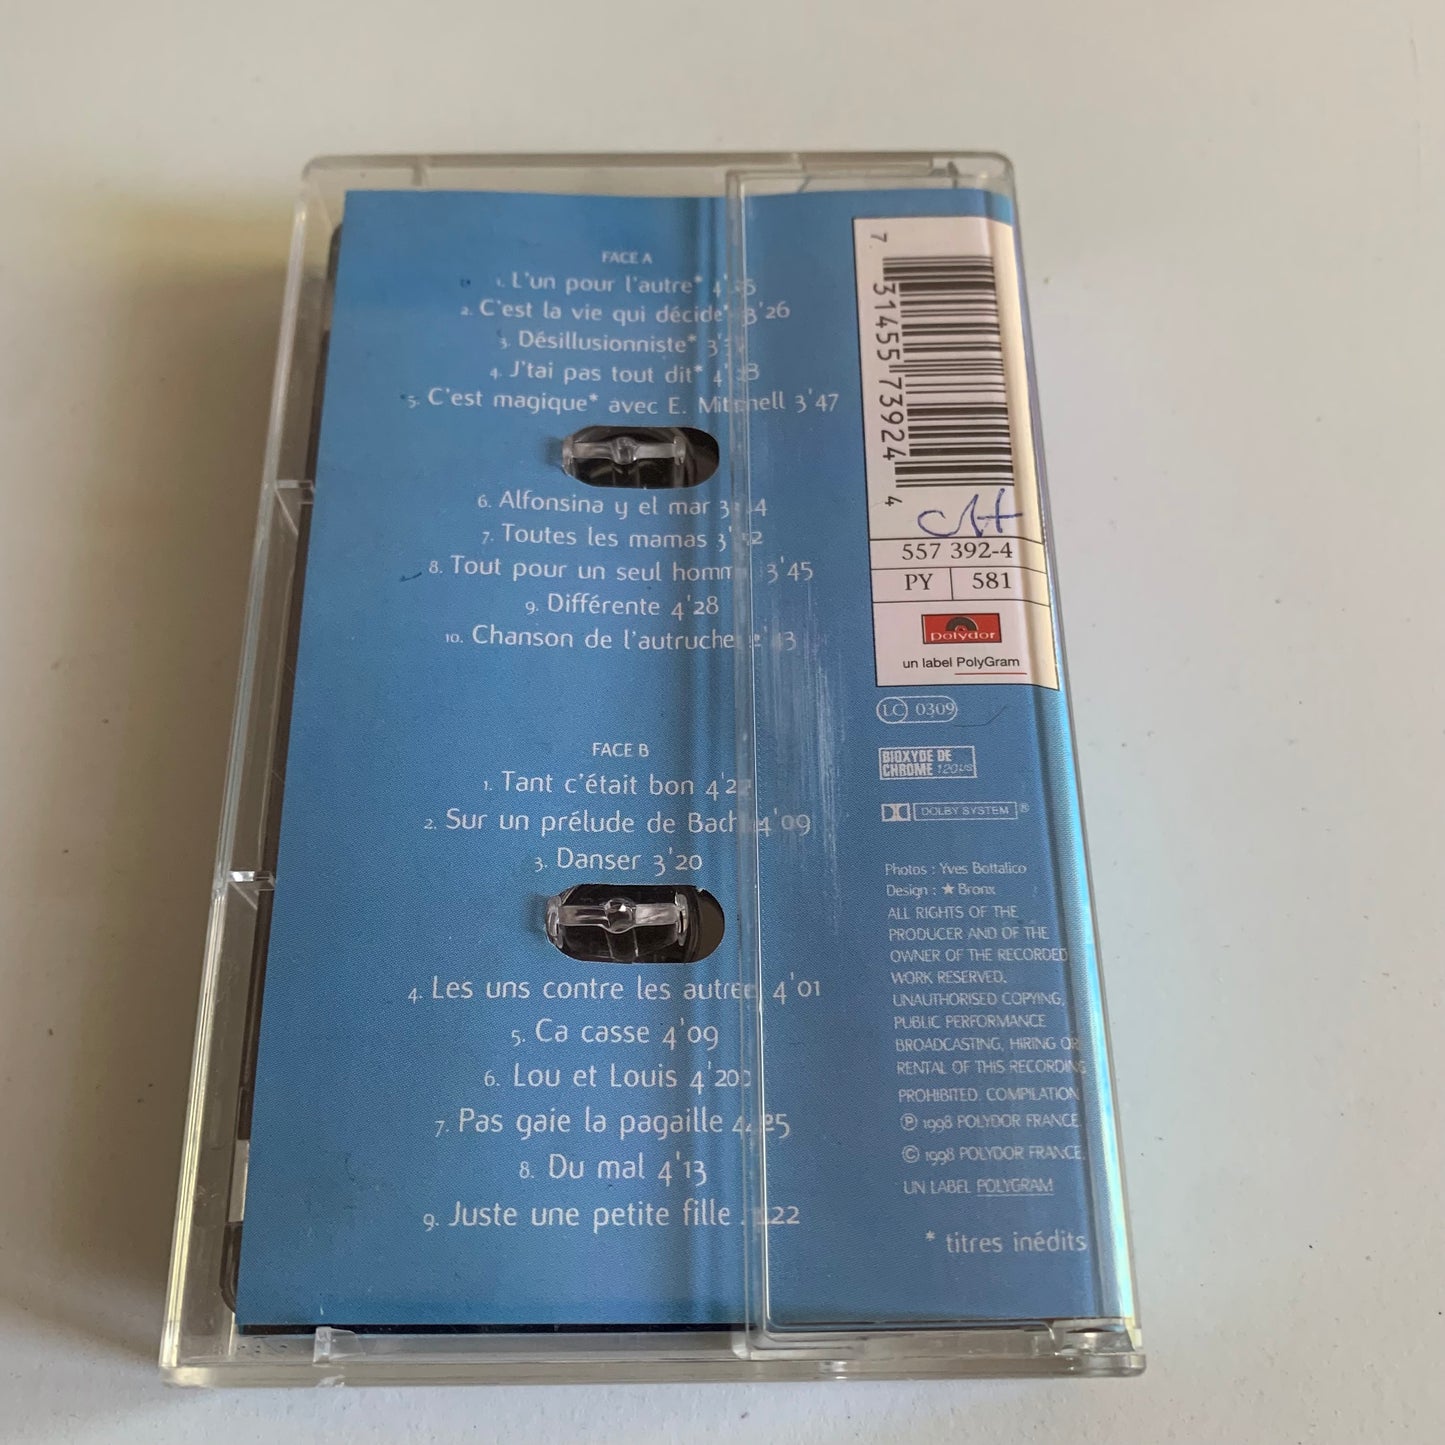 FACE A
1. L'un pour l'autre*
2. C'est la vie qui décide* 3'26
3. Désillusionniste*
4. J'tai pas tout dit*
5. C'est magique* avec E. Mitchell 3'47
6. Alfonsina y el mar
7. Toutes les mamas
8. Tout pour un seul homme 3'45
9. Différente 4'28
10. Chanson de l'autruche
FACE B
1. Tant c'était bon
2. Sur un prélude de Bach 4'09
3. Danser 3'20
4. Les uns contre les autres 4'01
5. Ca casse 4'09
6. Lou et Louis
7. Pas gaie la pagaille
8. Du mal 4'13
9. Juste une petite fille
7 31455 73924 4
557 392-4
PY 581
polydor
un label PolyGram
LC 0309
BIOXYDE DE
CHROME 120 µs
DOLBY SYSTEM ®
Photos : Yves Bottalico
Design : ★ Bronx
ALL RIGHTS OF THE
PRODUCER AND OF THE
OWNER OF THE RECORDED
WORK RESERVED.
UNAUTHORISED COPYING,
PUBLIC PERFORMANCE
BROADCASTING, HIRING OR
RENTAL OF THIS RECORDING
PROHIBITED. COMPILATION
℗ 1998 POLYDOR FRANCE.
© 1998 POLYDOR FRANCE.
UN LABEL POLYGRAM
* titres inédits